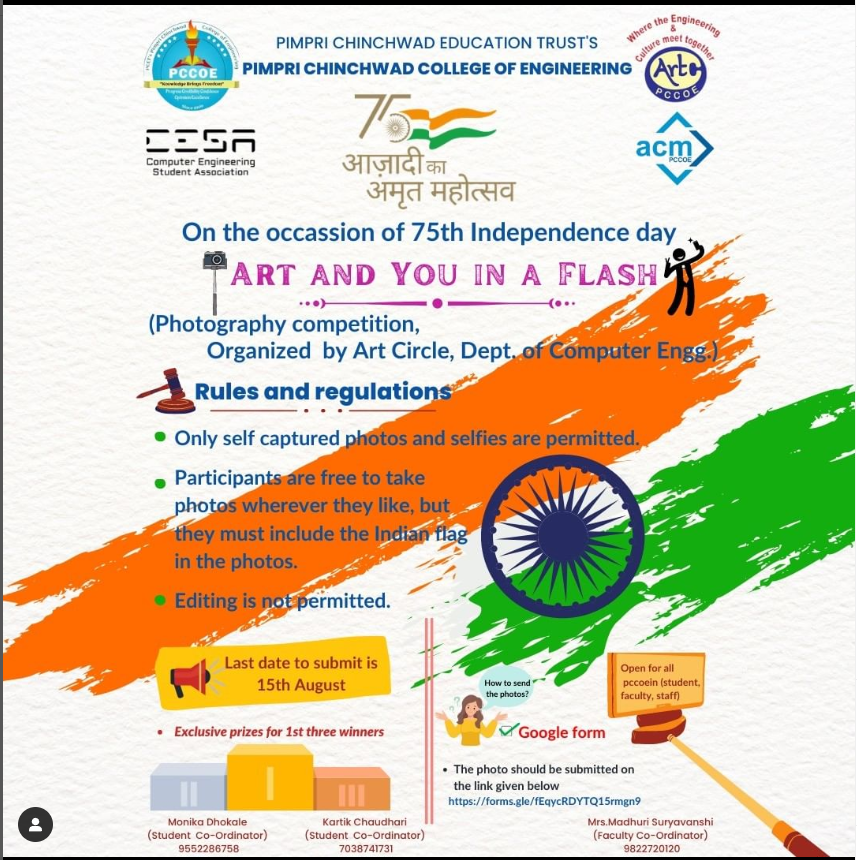 PIMPRI CHINCHWAD EDUCATION TRUST'S
PIMPRI CHINCHWAD COLLEGE OF ENGINEERING
PCCOE
"Knowledge Brings Freedom"
Where the Engineering
&
Culture meet together
Art
PCCOE
CESA
Computer Engineering
Student Association
75
आज़ादी का
अमृत महोत्सव
acm
PCCOE
On the occassion of 75th Independence day
ART AND YOU IN A FLASH
(Photography competition,
Organized by Art Circle, Dept. of Computer Engg.)
Rules and regulations
Only self captured photos and selfies are permitted.
Participants are free to take
photos wherever they like, but
they must include the Indian flag
in the photos.
Editing is not permitted.
Last date to submit is
15th August
• Exclusive prizes for 1st three winners
How to send
the photos?
Google form
Open for all
pccoein (student,
faculty, staff)
• The photo should be submitted on
the link given below
https://forms.gle/fEqycRDYTQ15rmgn9
Monika Dhokale
(Student Co-Ordinator)
9552286758
Kartik Chaudhari
(Student Co-Ordinator)
7038741731
Mrs.Madhuri Suryavanshi
(Faculty Co-Ordinator)
9822720120